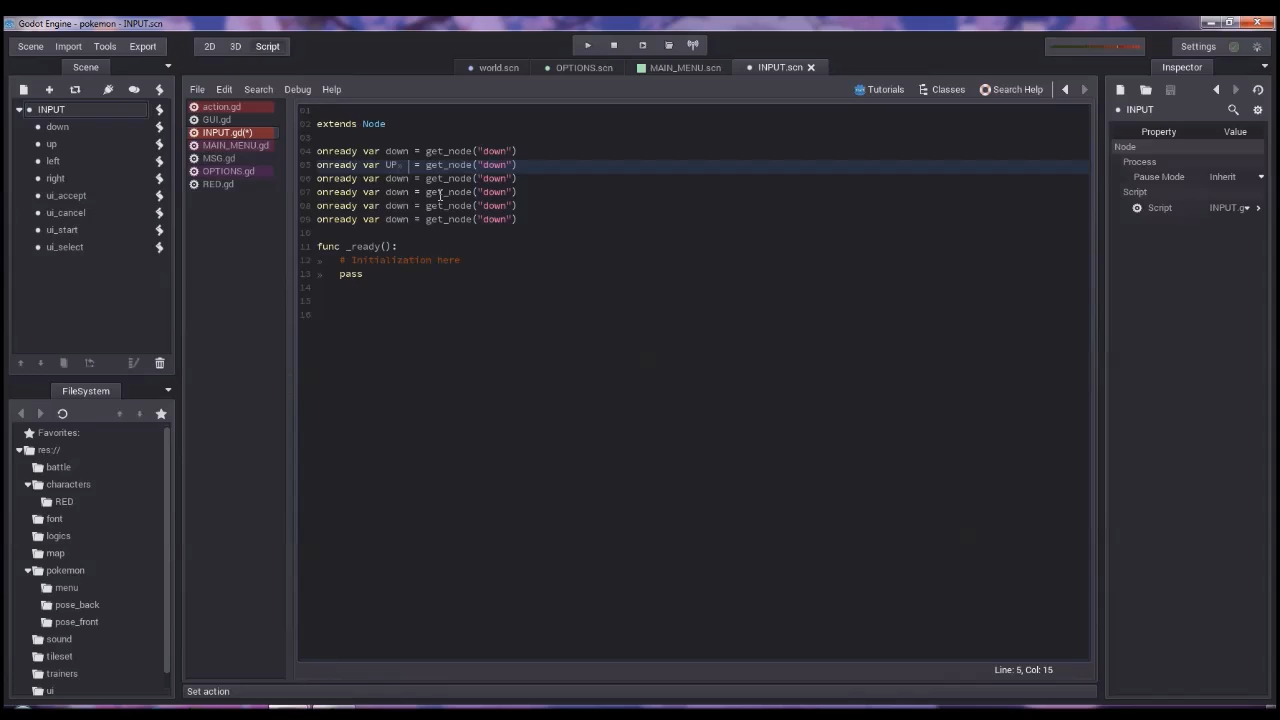 Godot Engine - pokemon - INPUT.scn
Scene Import Tools Export 2D 3D Script Settings
Scene world.scn OPTIONS.scn MAIN_MENU.scn INPUT.scn Inspector
File Edit Search Debug Help Tutorials Classes Search Help
INPUT
down
up
left
right
ui_accept
ui_cancel
ui_start
ui_select
action.gd
GUI.gd
INPUT.gd(*)
MAIN_MENU.gd
MSG.gd
OPTIONS.gd
RED.gd
01
02 extends Node
03
04 onready var down = get_node("down")
05 onready var UP = get_node("down")
06 onready var down = get_node("down")
07 onready var down = get_node("down")
08 onready var down = get_node("down")
09 onready var down = get_node("down")
10
11 func _ready():
12 # Initialization here
13 pass
14
15
16
Line: 5, Col: 15
Set action
INPUT
Property Value
Node
Process
Pause Mode Inherit
Script
Script INPUT.g
FileSystem
Favorites:
res://
battle
characters
RED
font
logics
map
pokemon
menu
pose_back
pose_front
sound
tileset
trainers
ui